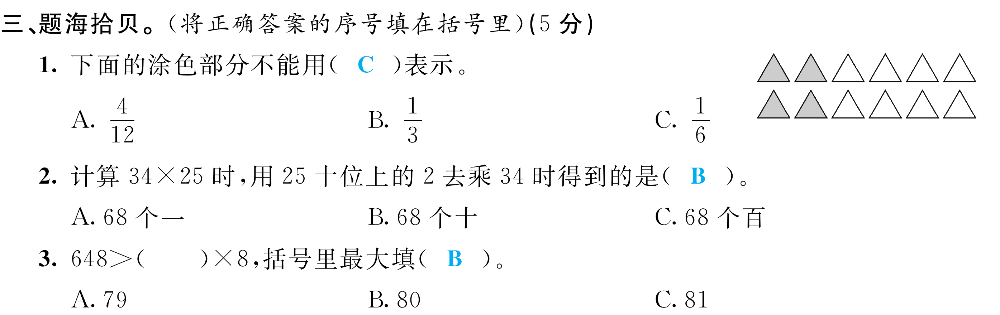 三、题海拾贝。(将正确答案的序号填在括号里)(5 分)
1. 下面的涂色部分不能用( C )表示。
A. 4/12 B. 1/3 C. 1/6
2. 计算 34×25 时,用 25 十位上的 2 去乘 34 时得到的是( B )。
A. 68 个一 B. 68 个十 C. 68 个百
3. 648>( )×8,括号里最大填( B )。
A. 79 B. 80 C. 81